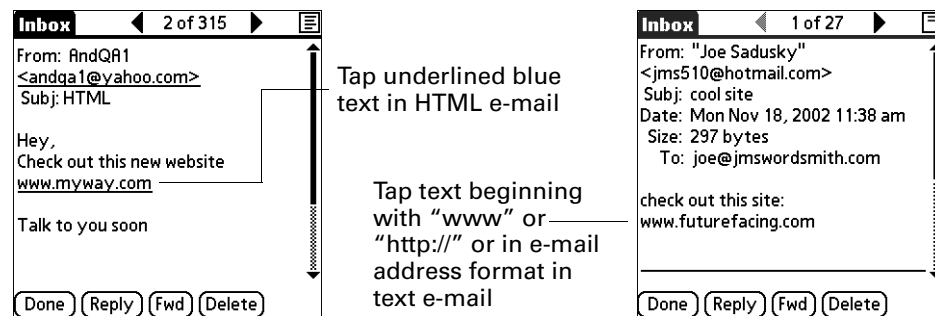 Inbox 2 of 315
From: AndQA1
<andqa1@yahoo.com>
Subj: HTML
Hey,
Check out this new website
www.myway.com
Talk to you soon
Done Reply Fwd Delete
Tap underlined blue
text in HTML e-mail
Tap text beginning
with “www” or
“http://” or in e-mail
address format in
text e-mail
Inbox 1 of 27
From: "Joe Sadusky"
<jms510@hotmail.com>
Subj: cool site
Date: Mon Nov 18, 2002 11:38 am
Size: 297 bytes
To: joe@jmswordsmith.com
check out this site:
www.futurefacing.com
Done Reply Fwd Delete